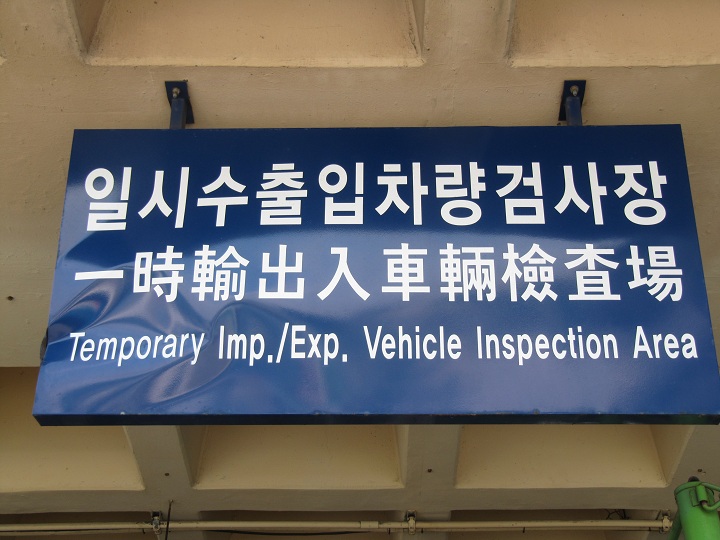 일시수출입차량검사장
一時輸出入車輛檢査場
Temporary Imp./Exp. Vehicle Inspection Area